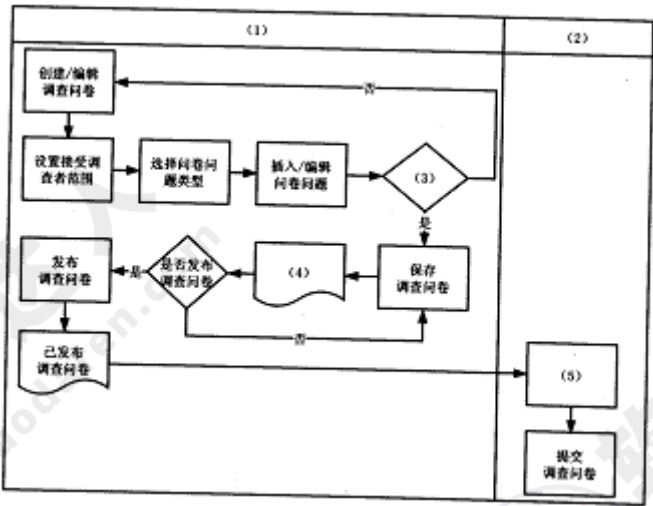 (1)
(2)
创建/编辑
调查问卷
否
设置接受调
查者范围
选择问卷问
题类型
插入/编辑
问卷问题
(3)
是
发布
调查问卷
是
是否发布
调查问卷
(4)
保存
调查问卷
否
已发布
调查问卷
(5)
提交
调查问卷